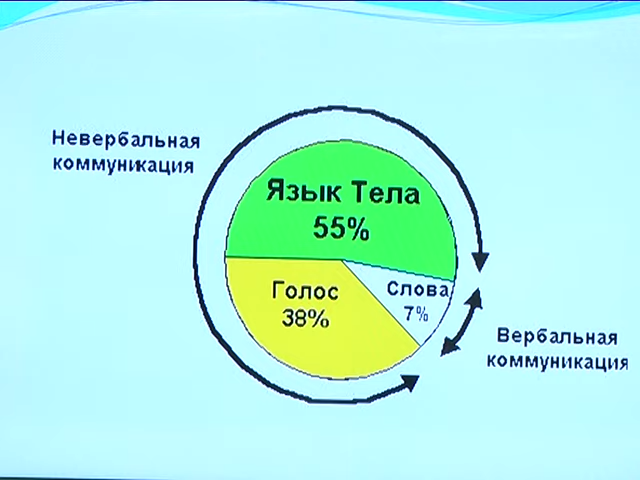 Невербальная
коммуникация
Язык Тела
55%
Голос
38%
Слова
7%
Вербальная
коммуникация